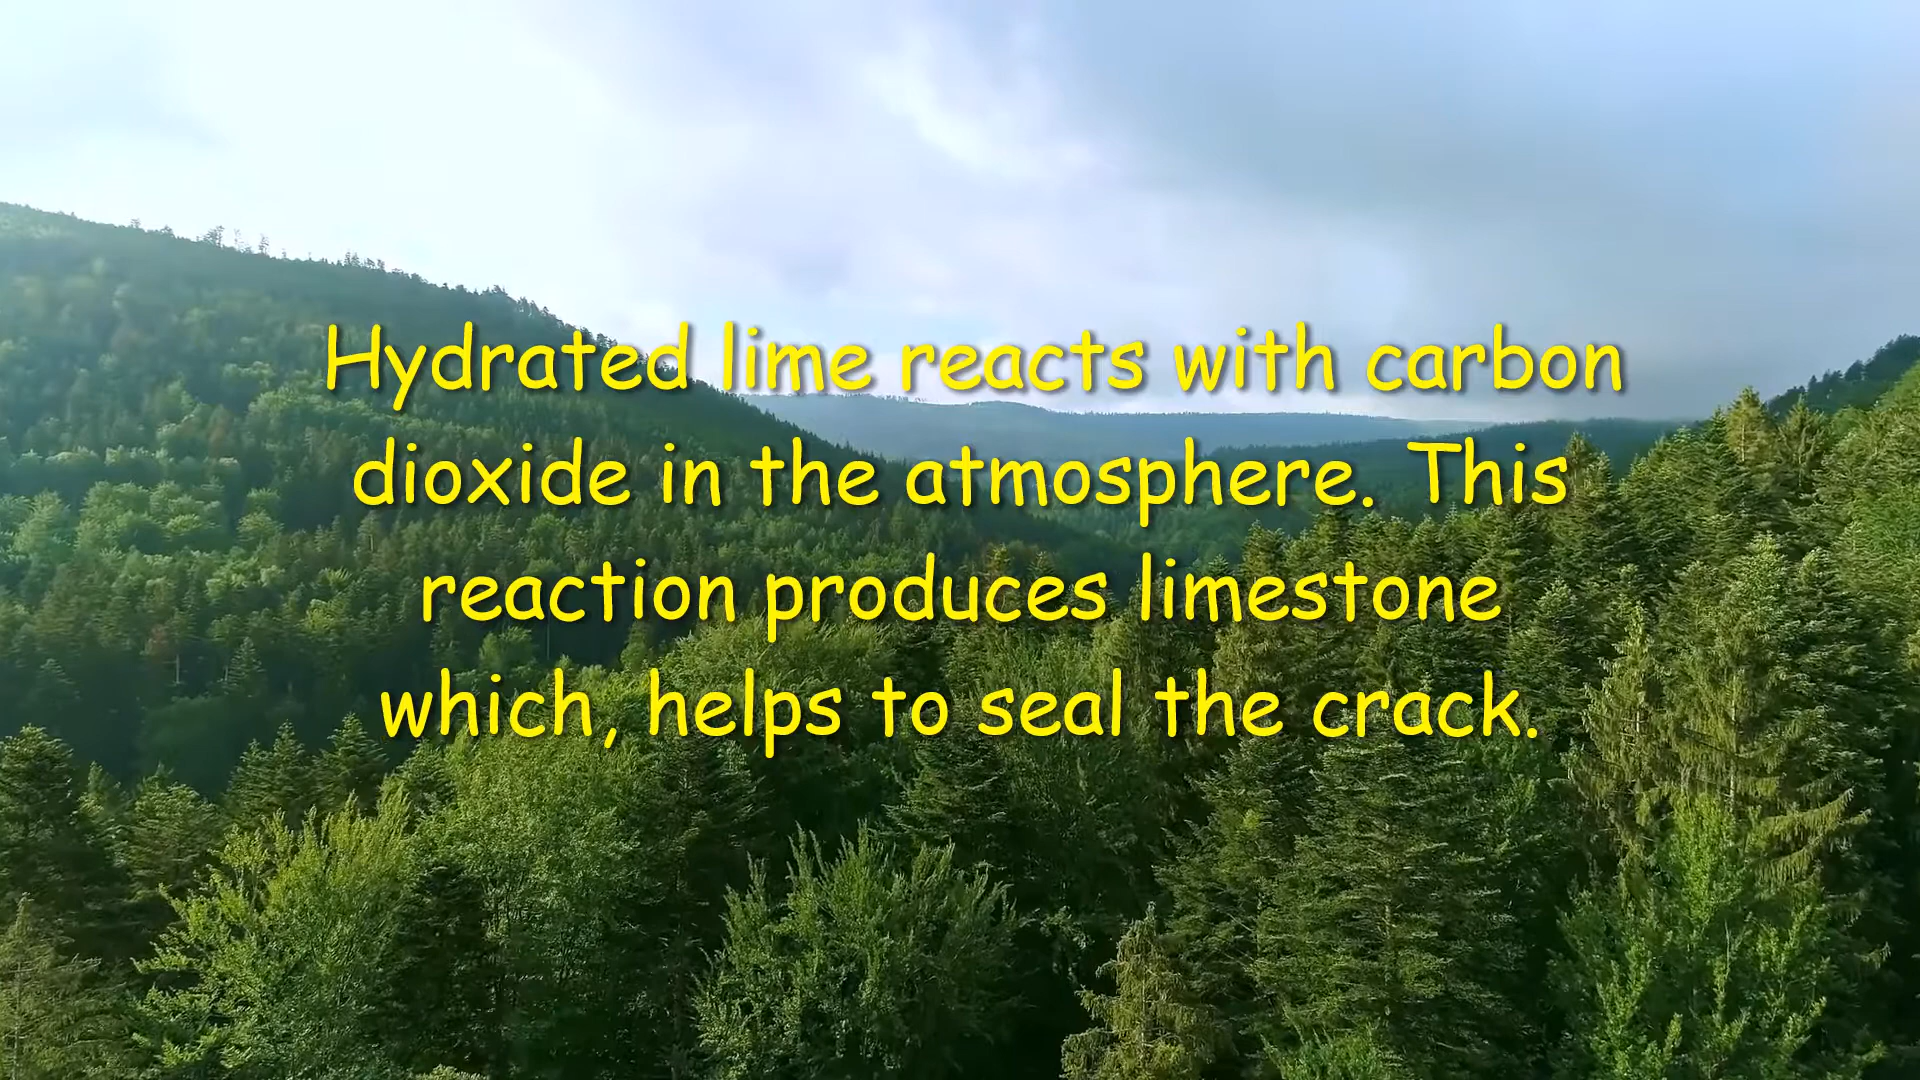 Hydrated lime reacts with carbon
dioxide in the atmosphere. This
reaction produces limestone
which, helps to seal the crack.